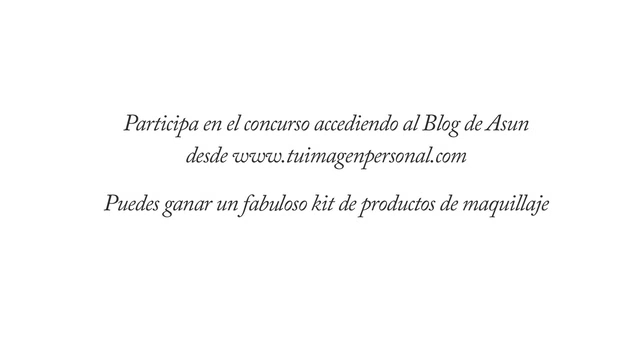 Participa en el concurso accediendo al Blog de Asun
desde www.tuimagenpersonal.com
Puedes ganar un fabuloso kit de productos de maquillaje